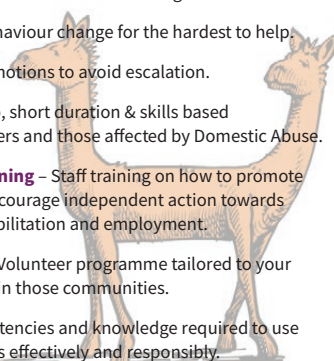 haviour change for the hardest to help.
motions to avoid escalation.
, short duration & skills based
ers and those affected by Domestic Abuse.
ning – Staff training on how to promote
courage independent action towards
bilitation and employment.
Volunteer programme tailored to your
in those communities.
tencies and knowledge required to use
s effectively and responsibly.